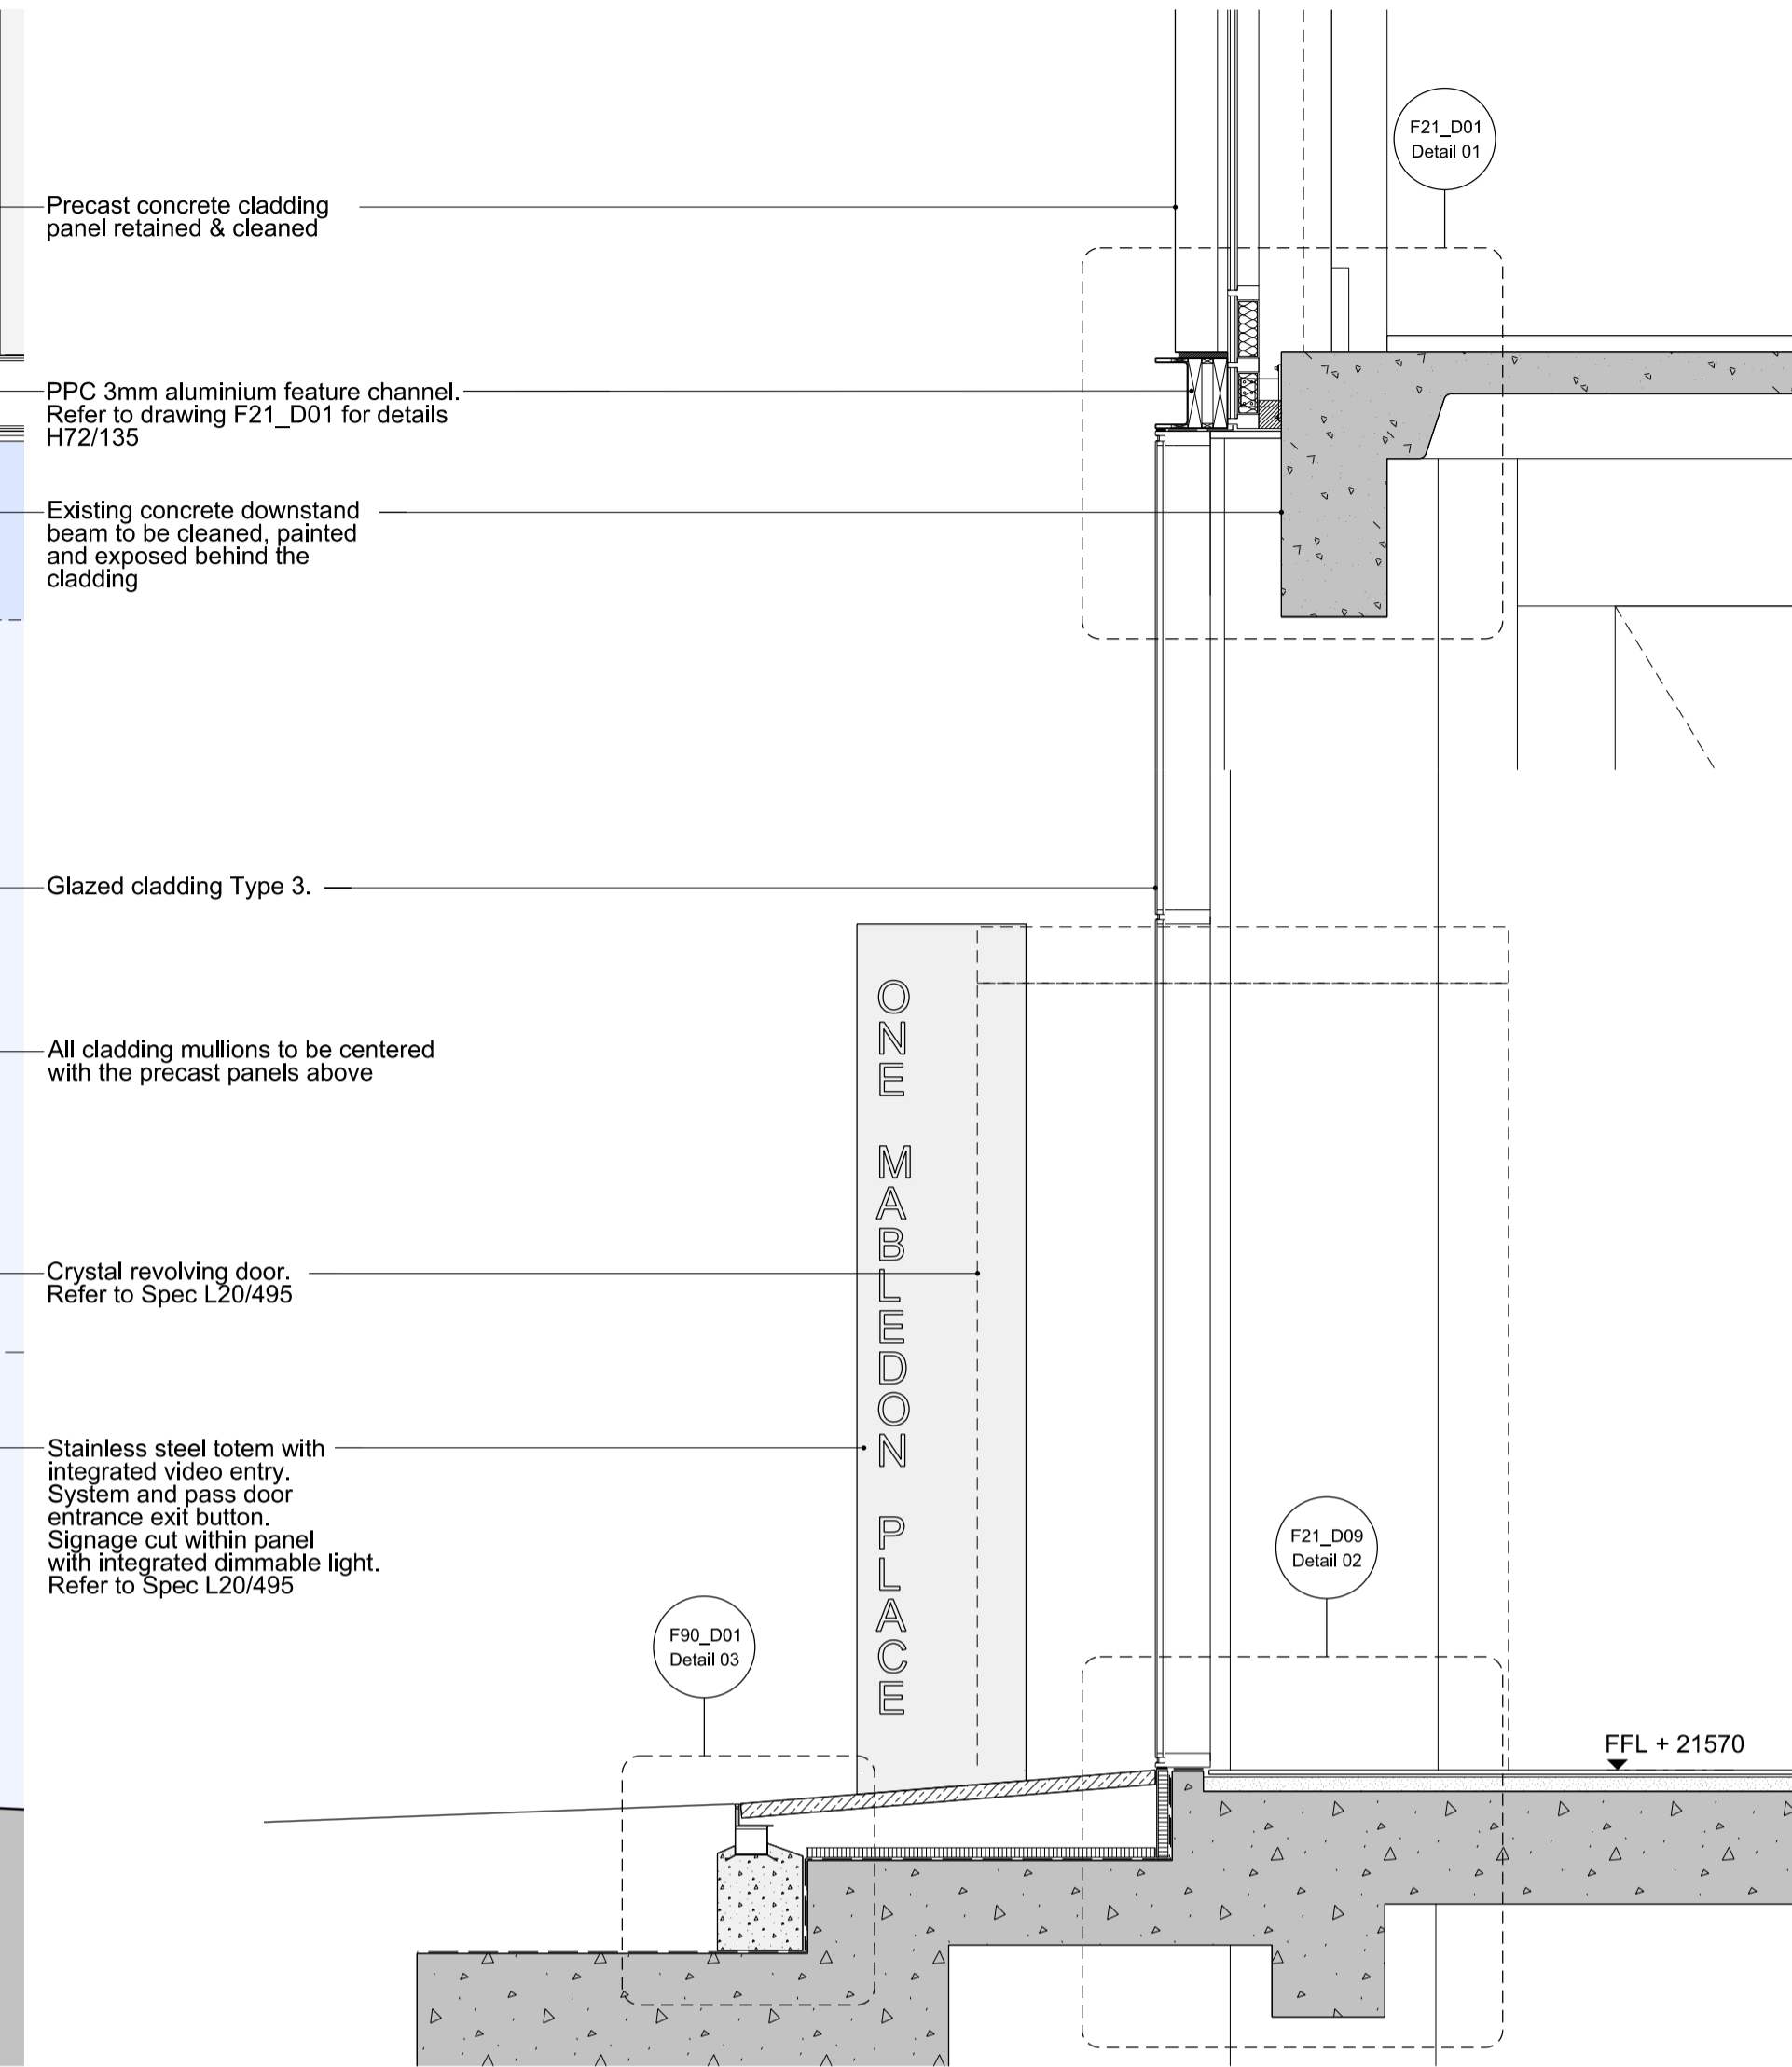 F21_D01
Detail 01
Precast concrete cladding
panel retained & cleaned
PPC 3mm aluminium feature channel.
Refer to drawing F21_D01 for details
H72/135
Existing concrete downstand
beam to be cleaned, painted
and exposed behind the
cladding
Glazed cladding Type 3.
All cladding mullions to be centered
with the precast panels above
Crystal revolving door.
Refer to Spec L20/495
Stainless steel totem with
integrated video entry.
System and pass door
entrance exit button.
Signage cut within panel
with integrated dimmable light.
Refer to Spec L20/495
ONE MABLEDON PLACE
F21_D09
Detail 02
F90_D01
Detail 03
FFL + 21570